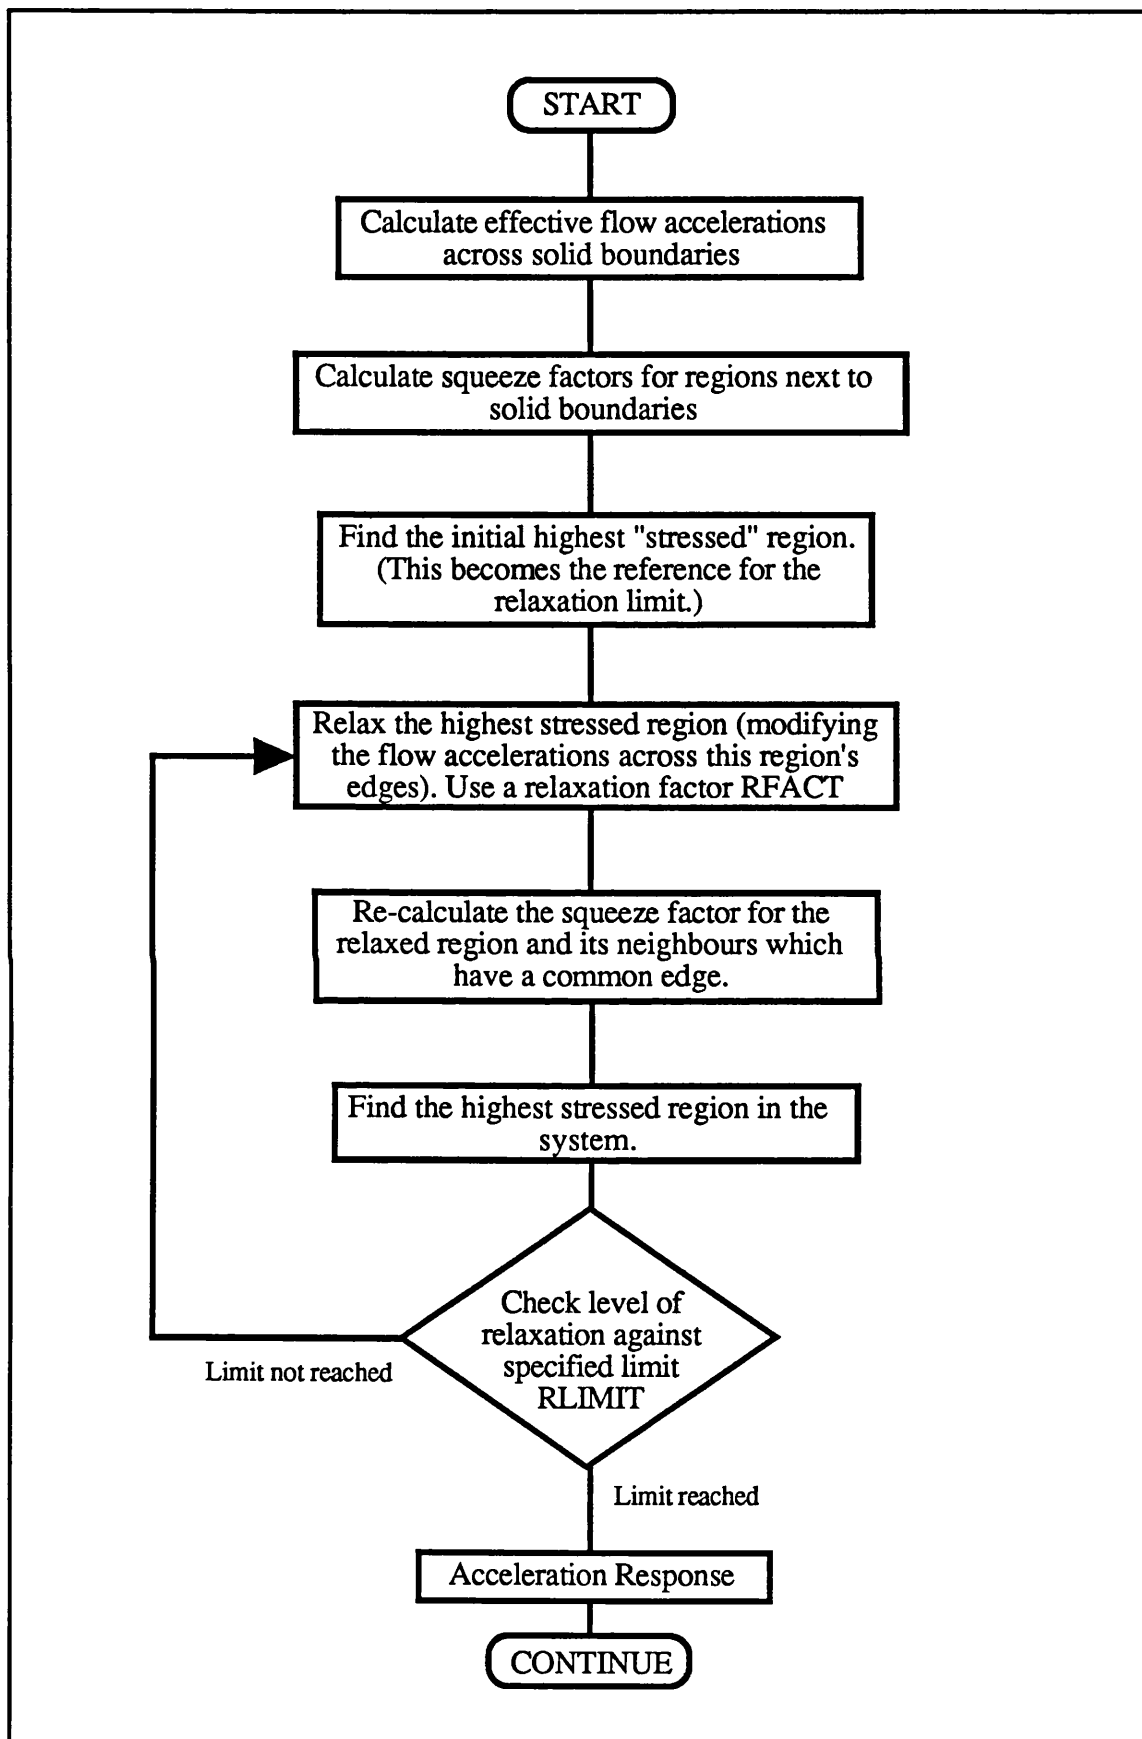 START
Calculate effective flow accelerations
across solid boundaries
Calculate squeeze factors for regions next to
solid boundaries
Find the initial highest "stressed" region.
(This becomes the reference for the
relaxation limit.)
Relax the highest stressed region (modifying
the flow accelerations across this region's
edges). Use a relaxation factor RFACT
Re-calculate the squeeze factor for the
relaxed region and its neighbours which
have a common edge.
Find the highest stressed region in the
system.
Check level of
relaxation against
specified limit
RLIMIT
Limit not reached
Limit reached
Acceleration Response
CONTINUE